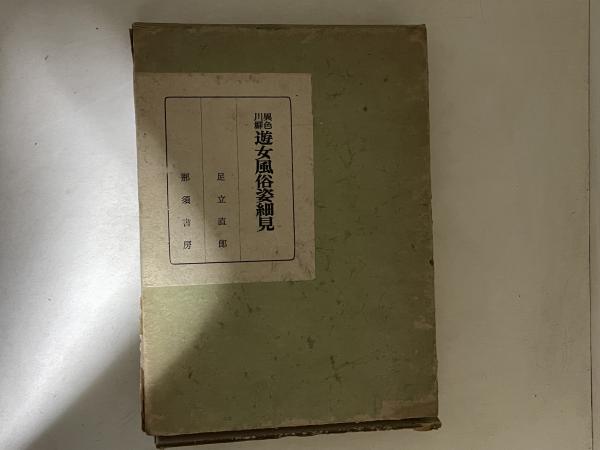 異色
川柳
遊女風俗姿細見
足立直郎
那須書房